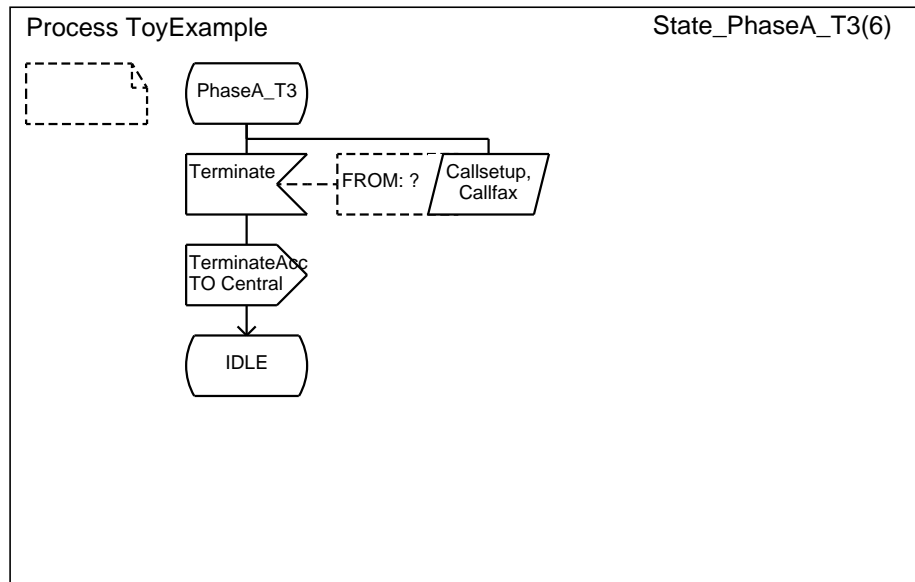 Process ToyExample
State_PhaseA_T3(6)
PhaseA_T3
Terminate
FROM: ?
Callsetup,
Callfax
TerminateAcc
TO Central
IDLE